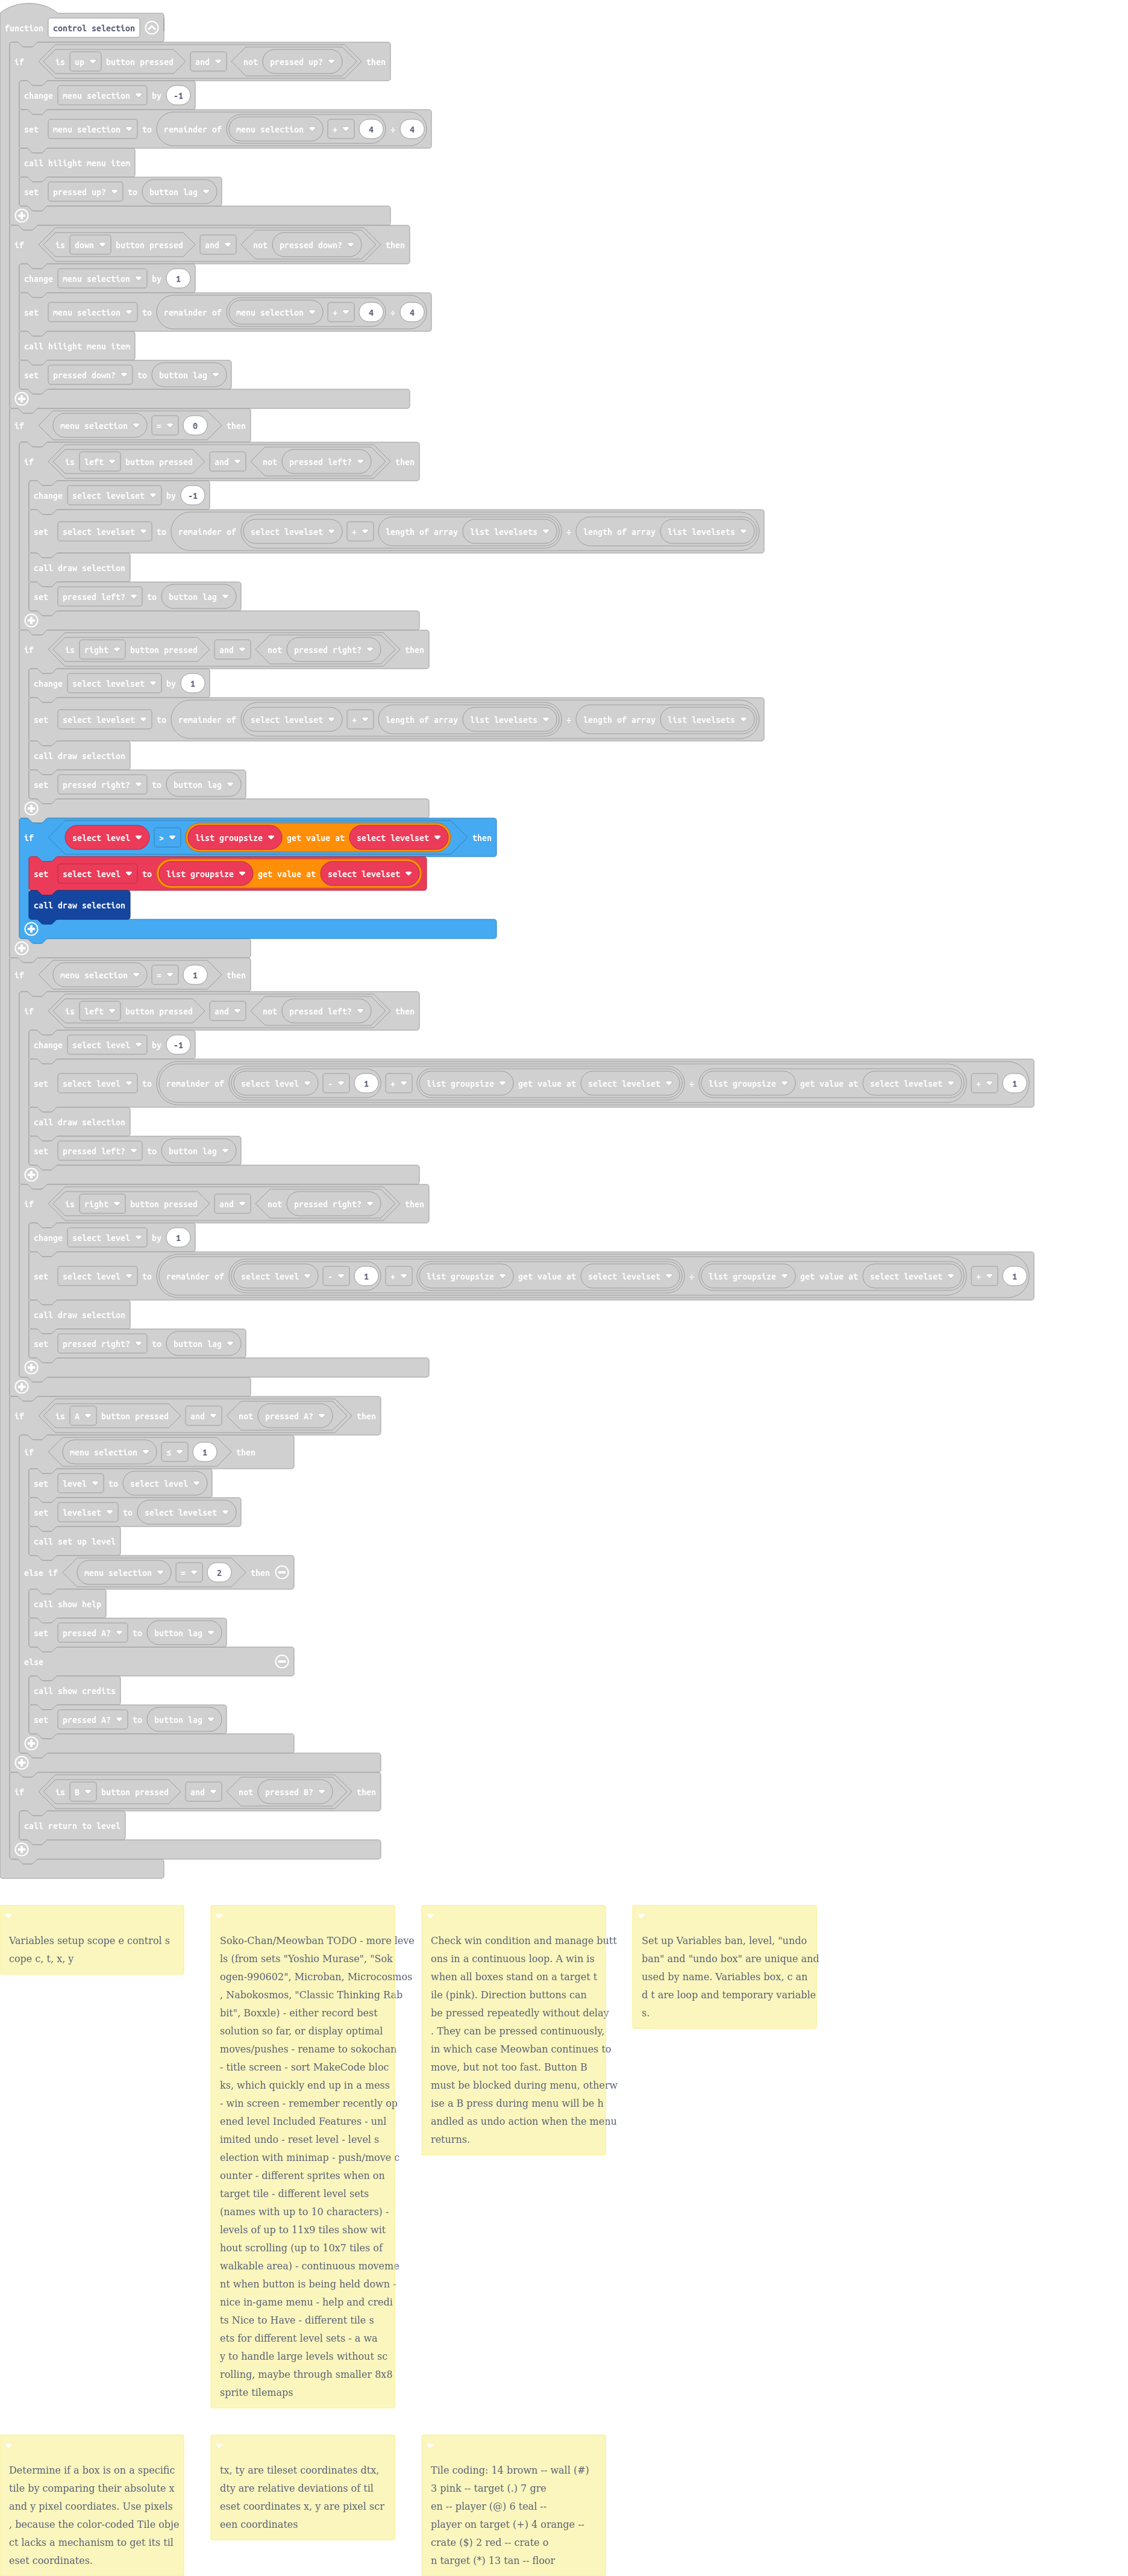 function control selection
if is up button pressed and not pressed up? then
change menu selection by -1
set menu selection to remainder of menu selection + 4 ÷ 4
call hilight menu item
set pressed up? to button lag
if is down button pressed and not pressed down? then
change menu selection by 1
set menu selection to remainder of menu selection + 4 ÷ 4
call hilight menu item
set pressed down? to button lag
if menu selection = 0 then
if is left button pressed and not pressed left? then
change select levelset by -1
set select levelset to remainder of select levelset + length of array list levelsets ÷ length of array list levelsets
call draw selection
set pressed left? to button lag
if is right button pressed and not pressed right? then
change select levelset by 1
set select levelset to remainder of select levelset + length of array list levelsets ÷ length of array list levelsets
call draw selection
set pressed right? to button lag
if select level > list groupsize get value at select levelset then
set select level to list groupsize get value at select levelset
call draw selection
if menu selection = 1 then
if is left button pressed and not pressed left? then
change select level by -1
set select level to remainder of select level - 1 + list groupsize get value at select levelset ÷ list groupsize get value at select levelset + 1
call draw selection
set pressed left? to button lag
if is right button pressed and not pressed right? then
change select level by 1
set select level to remainder of select level - 1 + list groupsize get value at select levelset ÷ list groupsize get value at select levelset + 1
call draw selection
set pressed right? to button lag
if is A button pressed and not pressed A? then
if menu selection ≤ 1 then
set level to select level
set levelset to select levelset
call set up level
else if menu selection = 2 then
call show help
set pressed A? to button lag
else
call show credits
set pressed A? to button lag
if is B button pressed and not pressed B? then
call return to level
Variables setup scope e control s
cope c, t, x, y
Soko-Chan/Meowban TODO - more leve
ls (from sets "Yoshio Murase", "Sok
ogen-990602", Microban, Microcosmos
, Nabokosmos, "Classic Thinking Rab
bit", Boxxle) - either record best
solution so far, or display optimal
moves/pushes - rename to sokochan
- title screen - sort MakeCode bloc
ks, which quickly end up in a mess
- win screen - remember recently op
ened level Included Features - unl
imited undo - reset level - level s
election with minimap - push/move c
ounter - different sprites when on
target tile - different level sets
(names with up to 10 characters) -
levels of up to 11x9 tiles show wit
hout scrolling (up to 10x7 tiles of
walkable area) - continuous moveme
nt when button is being held down -
nice in-game menu - help and credi
ts Nice to Have - different tile s
ets for different level sets - a wa
y to handle large levels without sc
rolling, maybe through smaller 8x8
sprite tilemaps
Check win condition and manage butt
ons in a continuous loop. A win is
when all boxes stand on a target t
ile (pink). Direction buttons can
be pressed repeatedly without delay
. They can be pressed continuously,
in which case Meowban continues to
move, but not too fast. Button B
must be blocked during menu, otherw
ise a B press during menu will be h
andled as undo action when the menu
returns.
Set up Variables ban, level, "undo
ban" and "undo box" are unique and
used by name. Variables box, c an
d t are loop and temporary variable
s.
Determine if a box is on a specific
tile by comparing their absolute x
and y pixel coordiates. Use pixels
, because the color-coded Tile obje
ct lacks a mechanism to get its til
eset coordinates.
tx, ty are tileset coordinates dtx,
dty are relative deviations of til
eset coordinates x, y are pixel scr
een coordinates
Tile coding: 14 brown -- wall (#)
3 pink -- target (.) 7 gre
en -- player (@) 6 teal --
player on target (+) 4 orange --
crate ($) 2 red -- crate o
n target (*) 13 tan -- floor